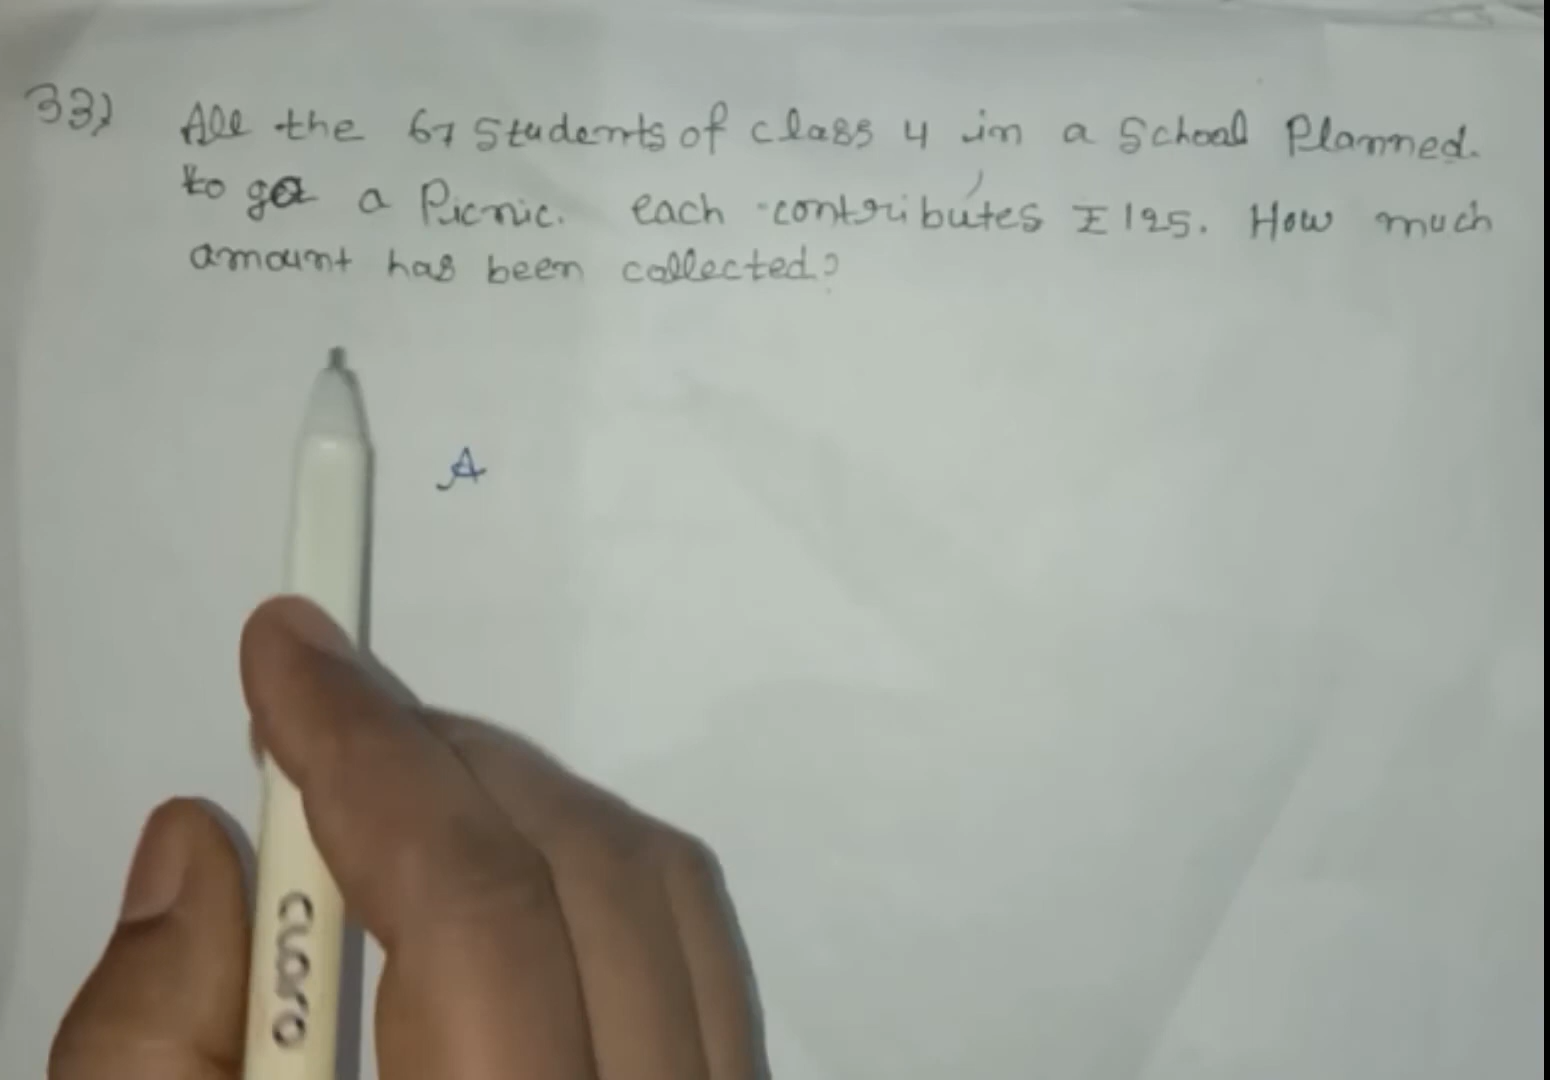 33) All the 67 Students of class 4 in a School Planned.
to go a Picnic. each contributes ₹125. How much
amount has been collected?
A
CLaro